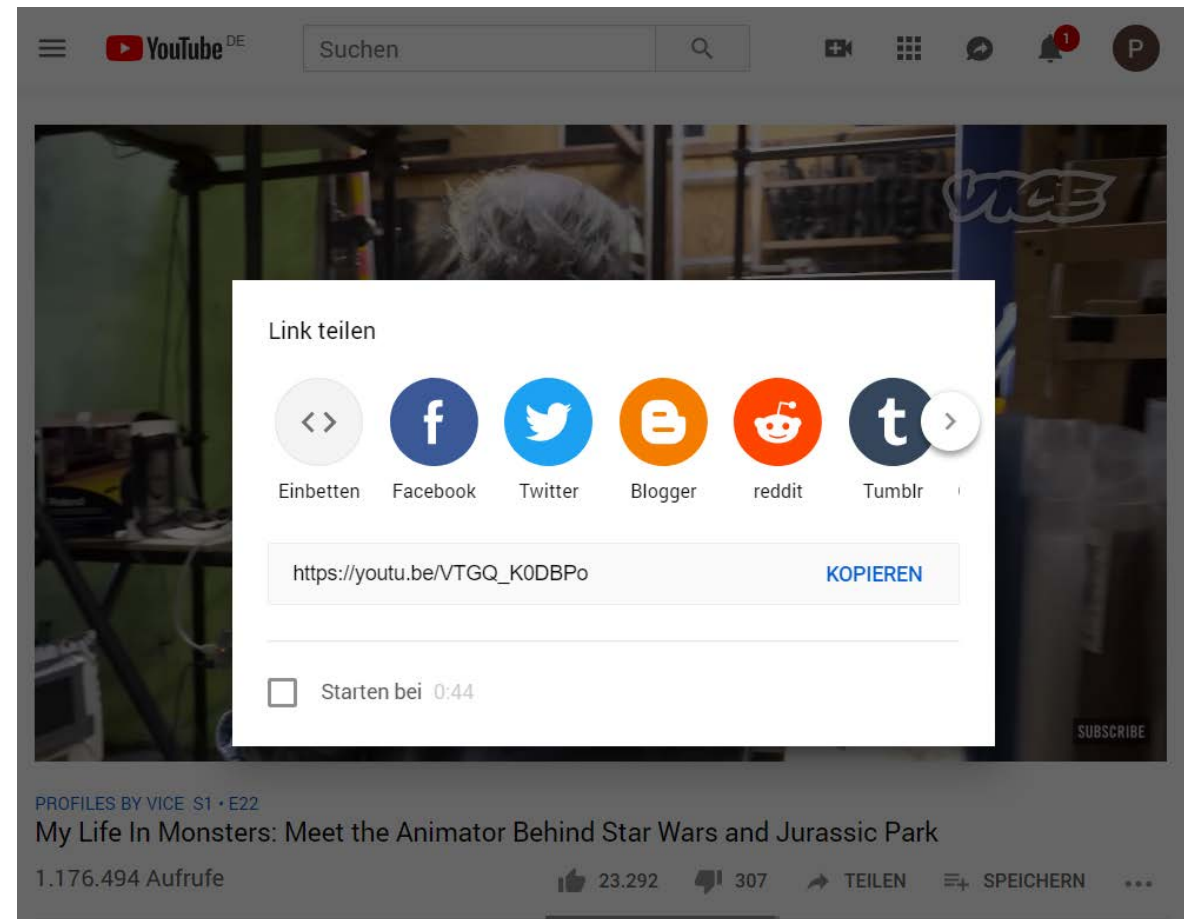 YouTube DE
Suchen
1
P
VICE
Link teilen
Einbetten Facebook Twitter Blogger reddit Tumblr
https://youtu.be/VTGQ_K0DBPo KOPIEREN
Starten bei 0:44
SUBSCRIBE
PROFILES BY VICE S1 • E22
My Life In Monsters: Meet the Animator Behind Star Wars and Jurassic Park
1.176.494 Aufrufe 23.292 307 TEILEN SPEICHERN